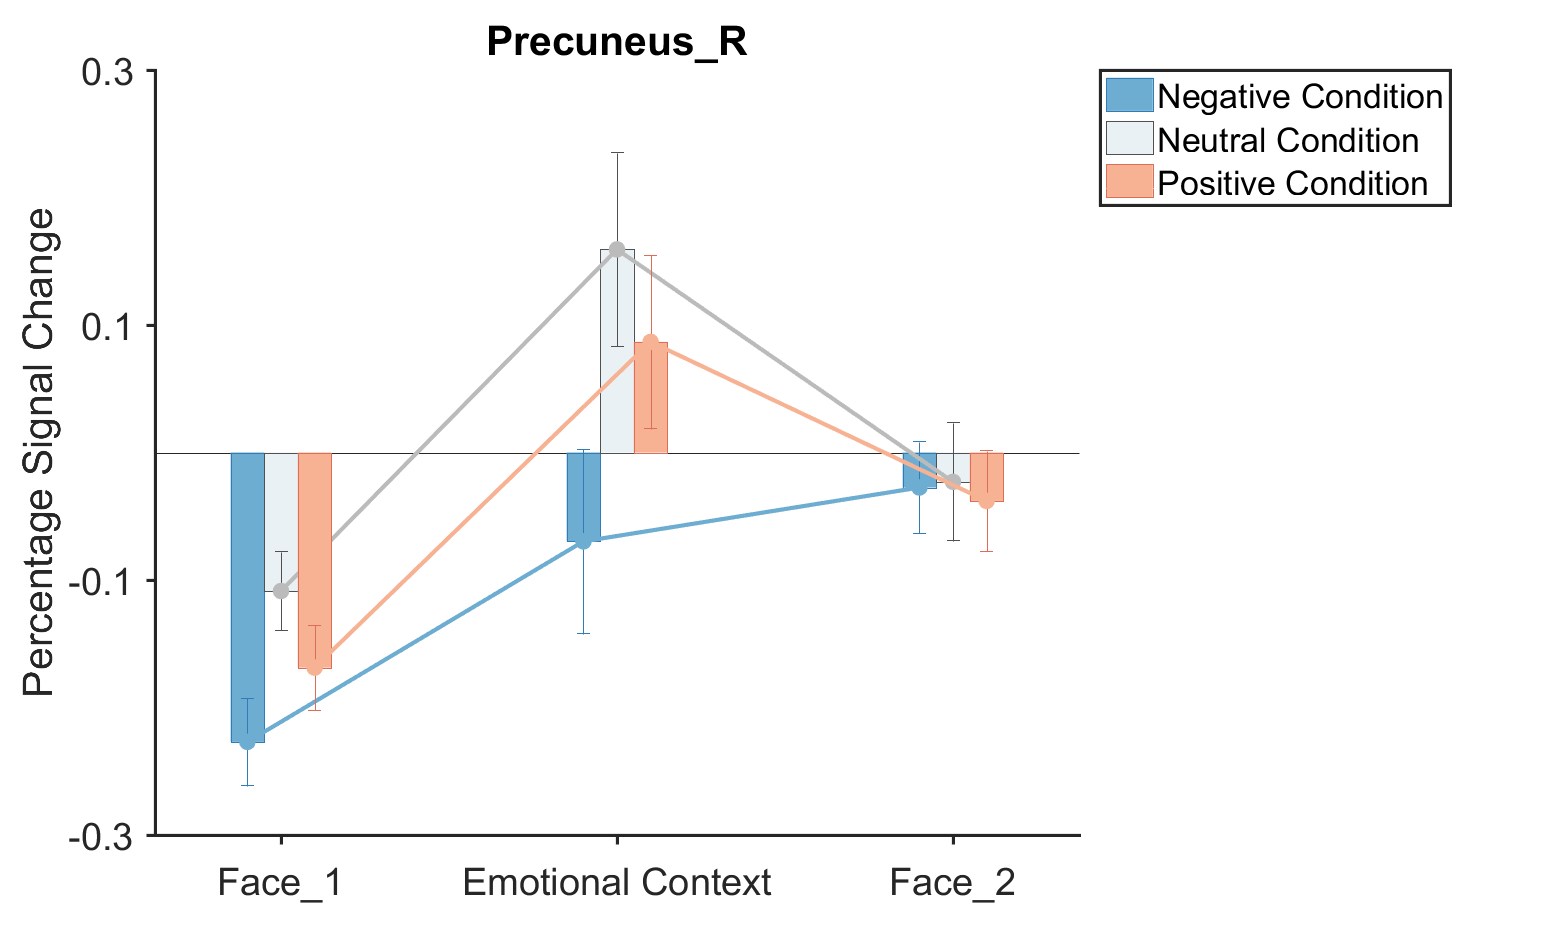 Precuneus_R
0.3
0.1
-0.1
-0.3
Percentage Signal Change
Face_1
Emotional Context
Face_2
Negative Condition
Neutral Condition
Positive Condition